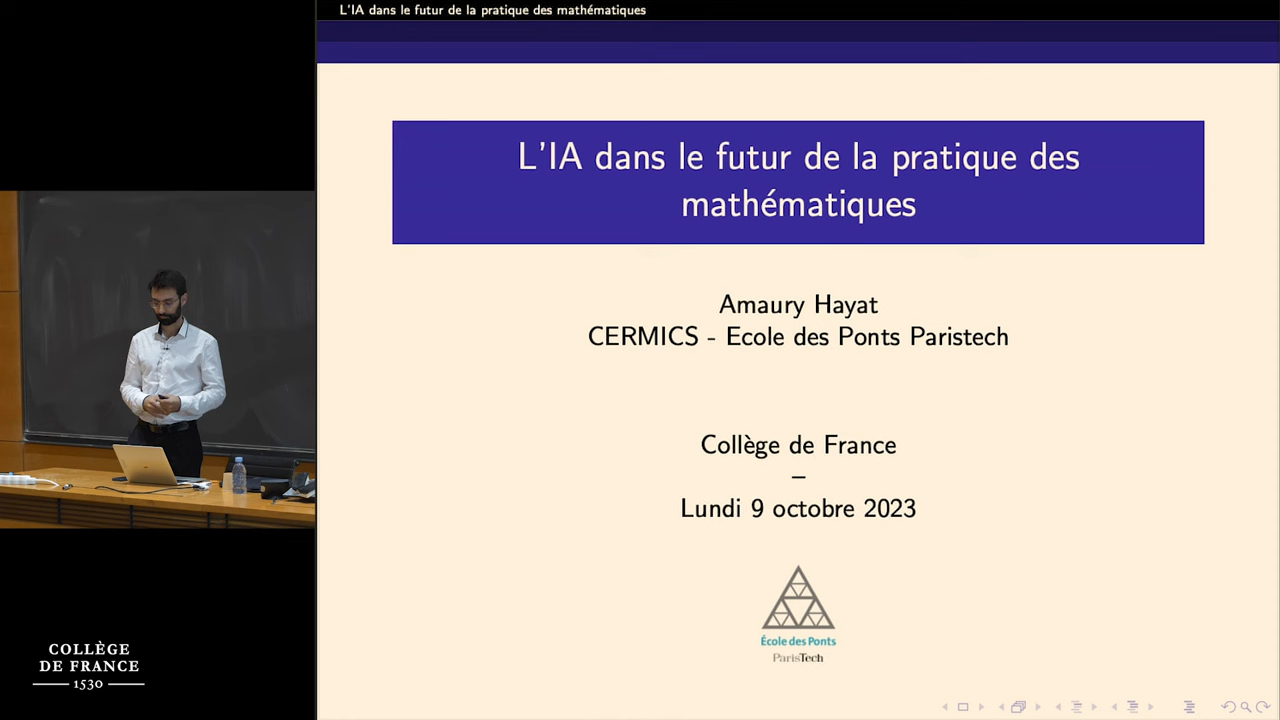 L'IA dans le futur de la pratique des mathématiques
L'IA dans le futur de la pratique des
mathématiques
Amaury Hayat
CERMICS - Ecole des Ponts Paristech
Collège de France
–
Lundi 9 octobre 2023
École des Ponts
ParisTech
COLLÈGE
DE FRANCE
1530